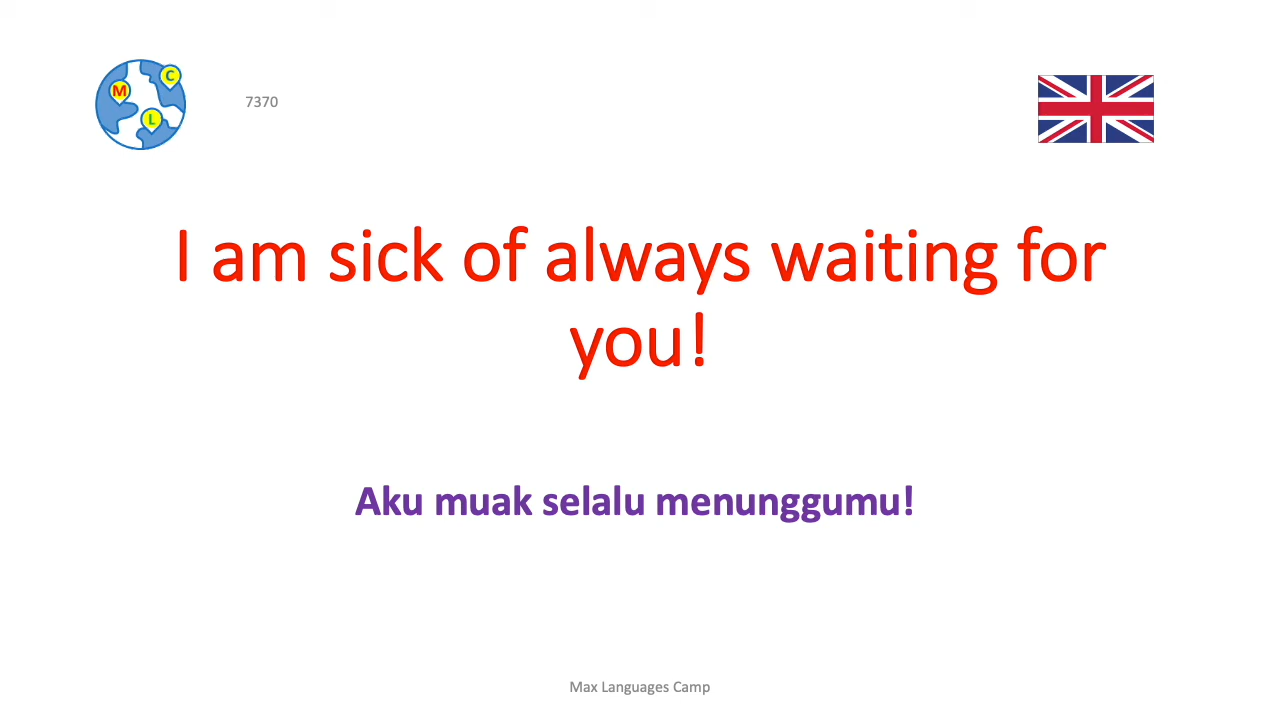 C
M
L
7370
I am sick of always waiting for
you!
Aku muak selalu menunggumu!
Max Languages Camp